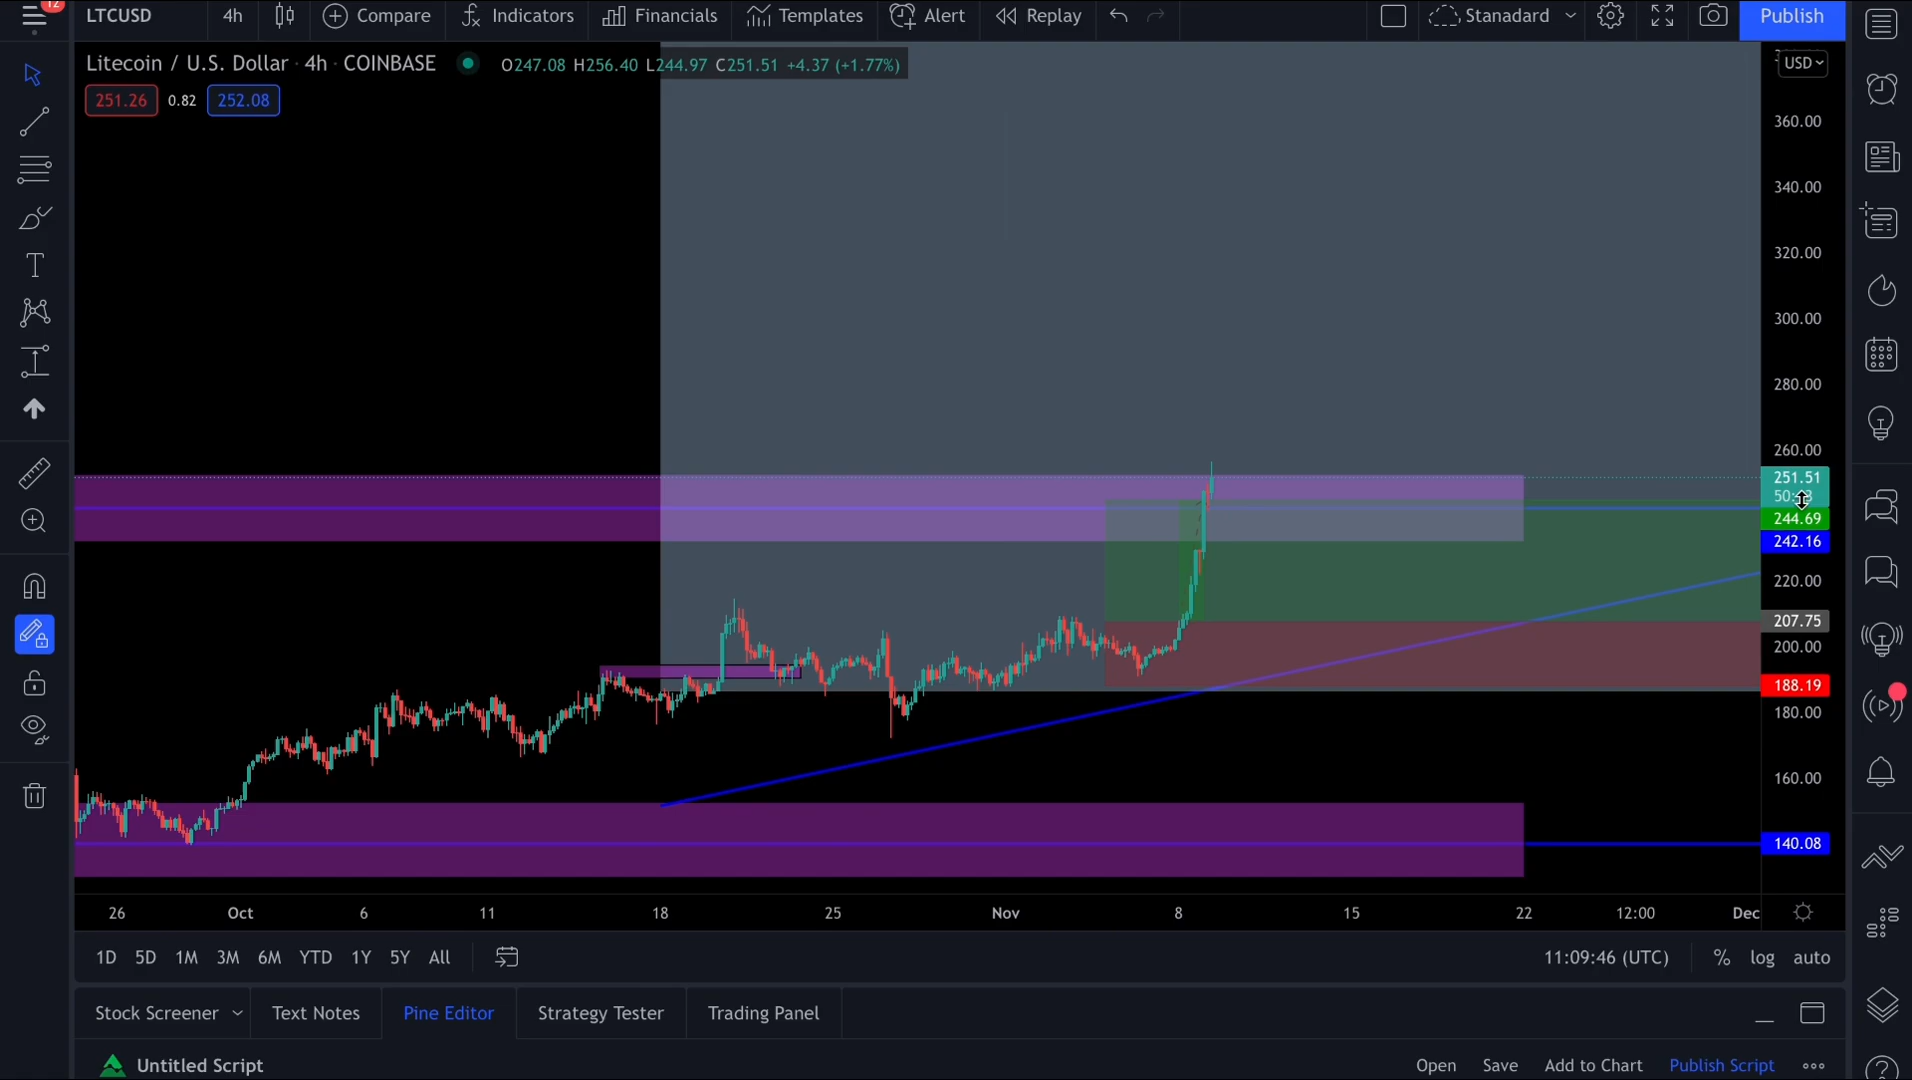 12
LTCUSD 4h Compare Indicators Financials Templates Alert Replay Stanadard Publish
Litecoin / U.S. Dollar · 4h · COINBASE O247.08 H256.40 L244.97 C251.51 +4.37 (+1.77%)
USD
251.26 0.82 252.08
360.00
340.00
320.00
300.00
280.00
260.00
251.51
244.69
242.16
220.00
207.75
200.00
188.19
180.00
160.00
140.08
26 Oct 6 11 18 25 Nov 8 15 22 12:00 Dec
1D 5D 1M 3M 6M YTD 1Y 5Y All 11:09:46 (UTC) % log auto
Stock Screener Text Notes Pine Editor Strategy Tester Trading Panel
Untitled Script Open Save Add to Chart Publish Script